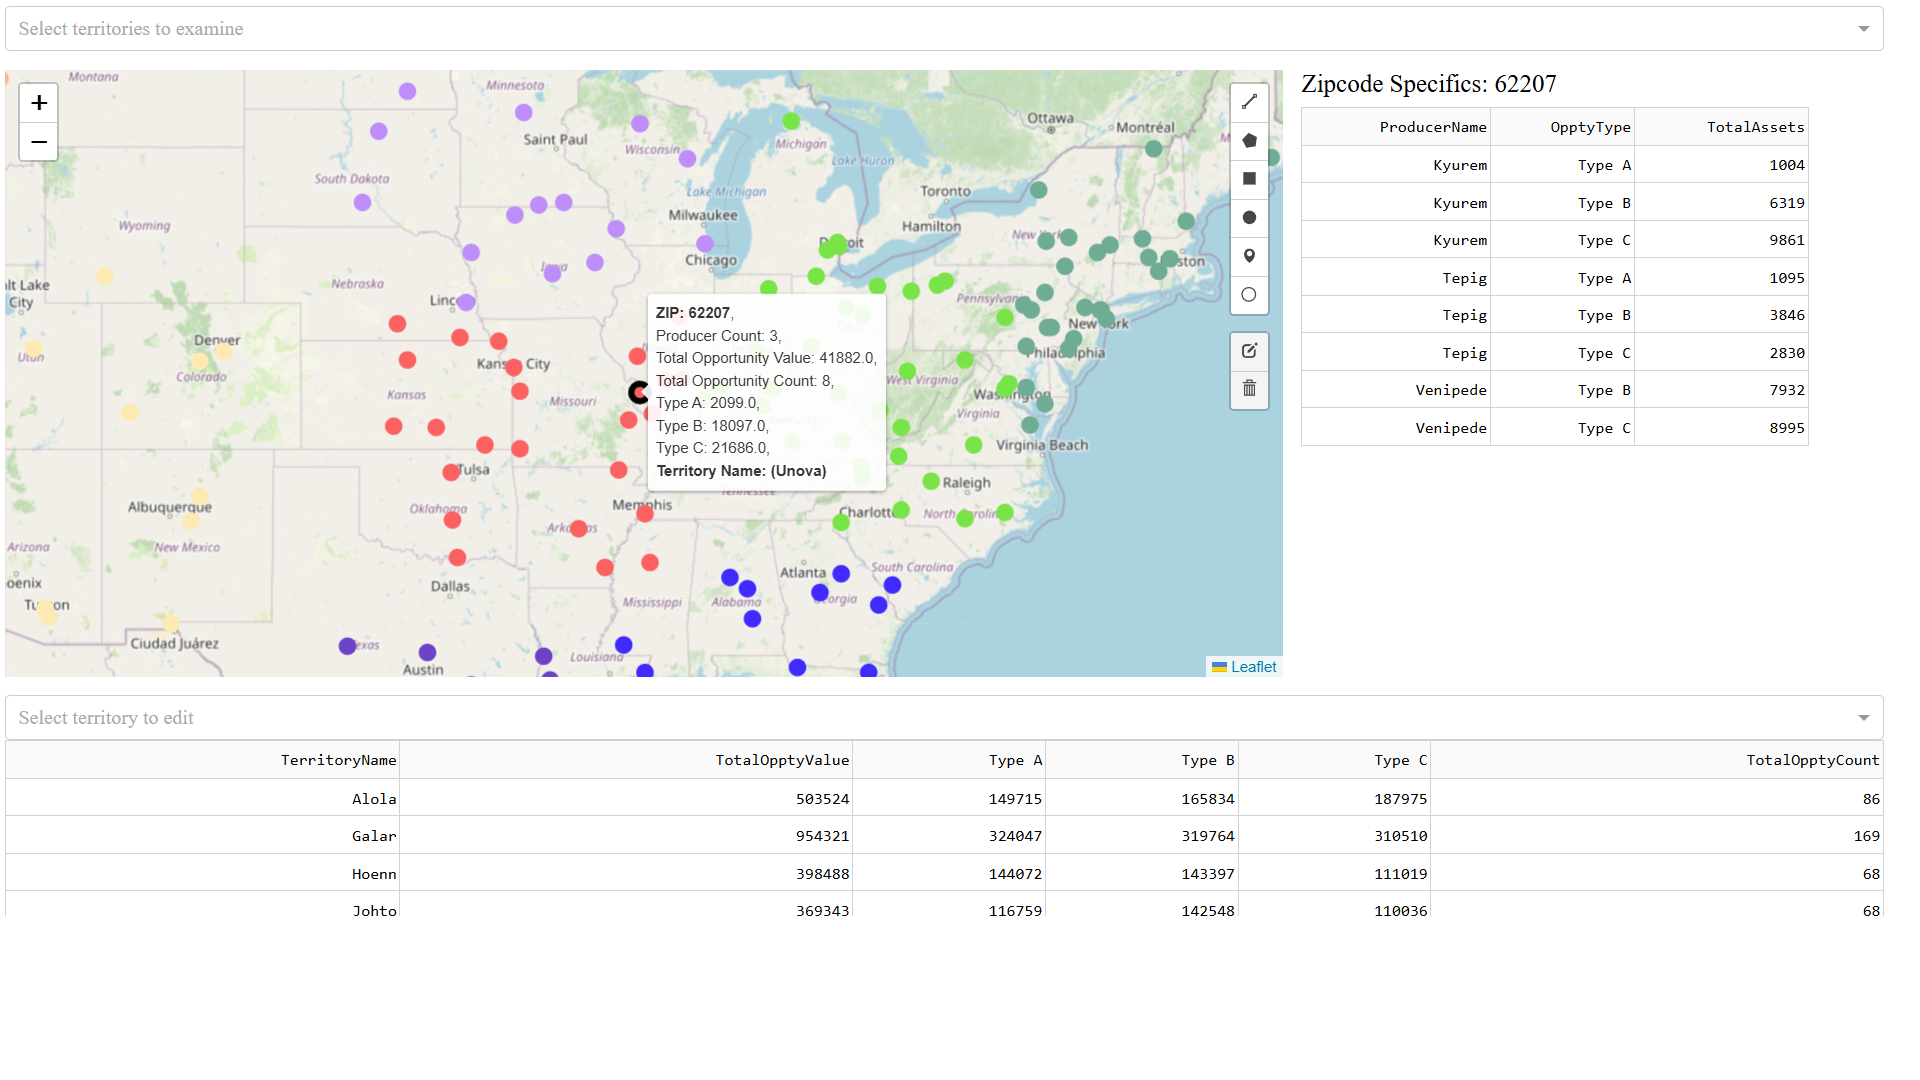 Select territories to examine
+
−
Montana
Minnesota
Saint Paul
Wisconsin
Michigan
Ottawa
Montréal
Lake Huron
South Dakota
Lake Michigan
Toronto
Wyoming
Milwaukee
Hamilton
Chicago
lt Lake
City
Nebraska
Pennsylvania
New York
Denver
Philadelphia
Utah
Colorado
Kansas City
Kansas
Missouri
West Virginia
Washington
Virginia
Virginia Beach
Tulsa
Tennessee
Raleigh
Albuquerque
Oklahoma
Memphis
Charlotte
North Carolina
Arkansas
Arizona
New Mexico
oenix
Dallas
Atlanta
South Carolina
Tucson
Mississippi
Alabama
Georgia
Ciudad Juárez
Texas
Austin
Louisiana
ZIP: 62207,
Producer Count: 3,
Total Opportunity Value: 41882.0,
Total Opportunity Count: 8,
Type A: 2099.0,
Type B: 18097.0,
Type C: 21686.0,
Territory Name: (Unova)
Leaflet
Zipcode Specifics: 62207
ProducerName OpptyType TotalAssets
Kyurem Type A 1004
Kyurem Type B 6319
Kyurem Type C 9861
Tepig Type A 1095
Tepig Type B 3846
Tepig Type C 2830
Venipede Type B 7932
Venipede Type C 8995
Select territory to edit
TerritoryName TotalOpptyValue Type A Type B Type C TotalOpptyCount
Alola 503524 149715 165834 187975 86
Galar 954321 324047 319764 310510 169
Hoenn 398488 144072 143397 111019 68
Johto 369343 116759 142548 110036 68